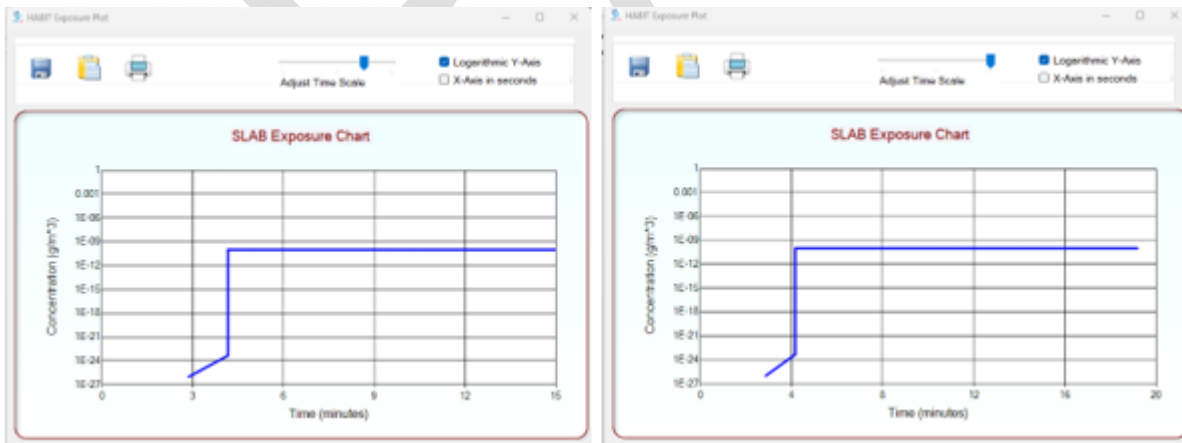 HABIT Exposure Plot
Adjust Time Scale
Logarithmic Y-Axis
X-Axis in seconds
SLAB Exposure Chart
Concentration (g/m^3)
1
0.001
1E-06
1E-09
1E-12
1E-15
1E-18
1E-21
1E-24
1E-27
0 3 6 9 12 15
Time (minutes)
HABIT Exposure Plot
Adjust Time Scale
Logarithmic Y-Axis
X-Axis in seconds
SLAB Exposure Chart
Concentration (g/m^3)
1
0.001
1E-06
1E-09
1E-12
1E-15
1E-18
1E-21
1E-24
1E-27
0 4 8 12 16 20
Time (minutes)